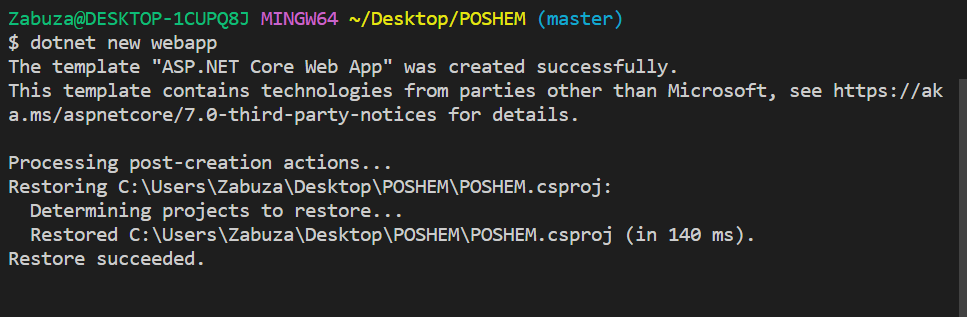 Zabuza@DESKTOP-1CUPQ8J MINGW64 ~/Desktop/POSHEM (master)
$ dotnet new webapp
The template "ASP.NET Core Web App" was created successfully.
This template contains technologies from parties other than Microsoft, see https://ak
a.ms/aspnetcore/7.0-third-party-notices for details.
Processing post-creation actions...
Restoring C:\Users\Zabuza\Desktop\POSHEM\POSHEM.csproj:
  Determining projects to restore...
  Restored C:\Users\Zabuza\Desktop\POSHEM\POSHEM.csproj (in 140 ms).
Restore succeeded.